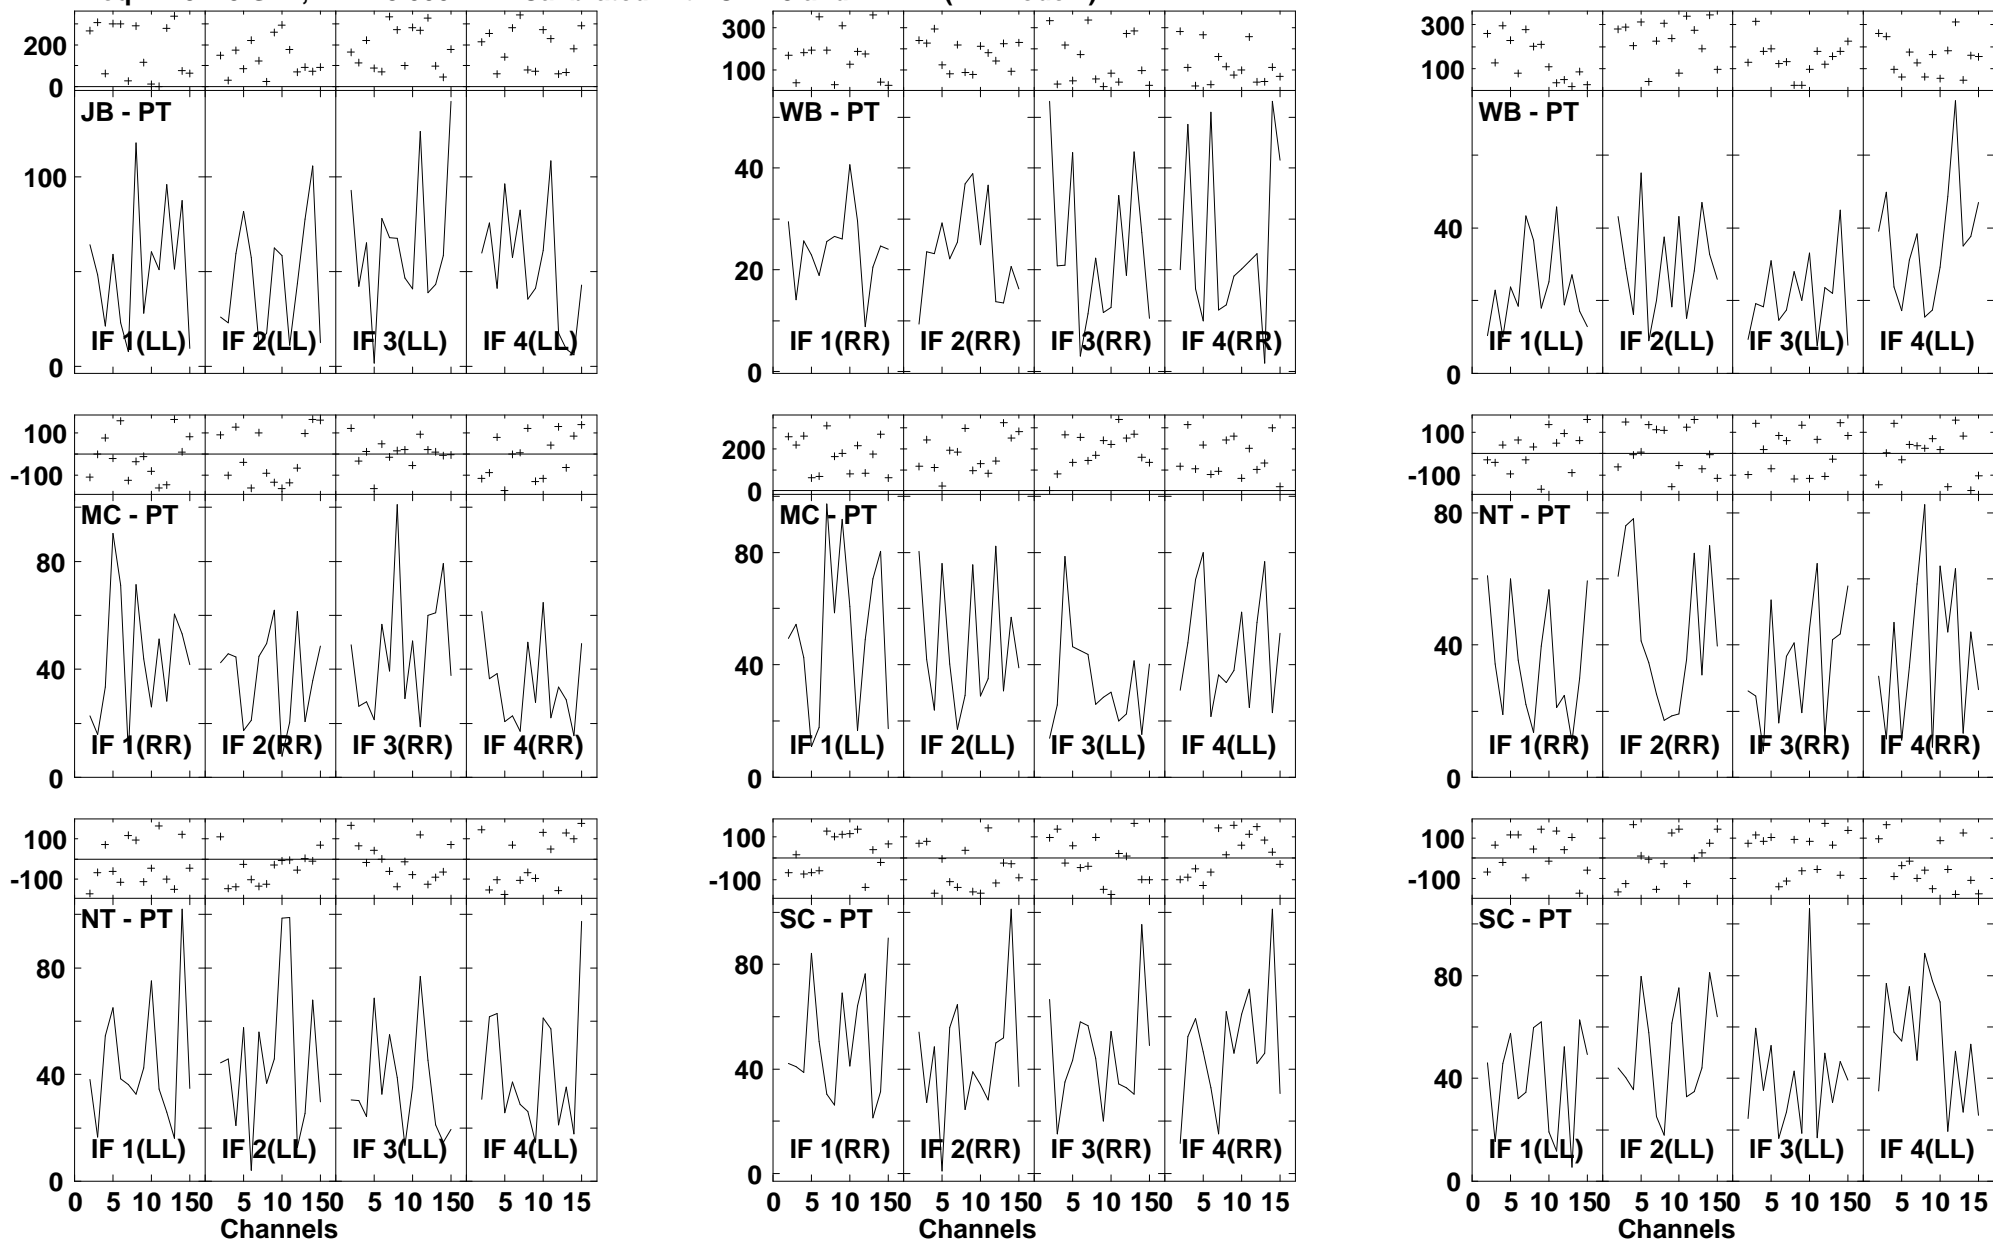 200
0
JB - PT
100
0
IF 1(LL) IF 2(LL) IF 3(LL) IF 4(LL)
300
100
WB - PT
40
20
0
IF 1(RR) IF 2(RR) IF 3(RR) IF 4(RR)
300
100
WB - PT
40
0
IF 1(LL) IF 2(LL) IF 3(LL) IF 4(LL)
100
-100
MC - PT
80
40
0
IF 1(RR) IF 2(RR) IF 3(RR) IF 4(RR)
200
0
MC - PT
80
40
0
IF 1(LL) IF 2(LL) IF 3(LL) IF 4(LL)
100
-100
NT - PT
80
40
0
IF 1(RR) IF 2(RR) IF 3(RR) IF 4(RR)
100
-100
NT - PT
80
40
0
IF 1(LL) IF 2(LL) IF 3(LL) IF 4(LL)
0 5 10 150 5 10 150 5 10 150 5 10 15
Channels
100
-100
SC - PT
80
40
0
IF 1(RR) IF 2(RR) IF 3(RR) IF 4(RR)
0 5 10 150 5 10 150 5 10 150 5 10 15
Channels
100
-100
SC - PT
80
40
0
IF 1(LL) IF 2(LL) IF 3(LL) IF 4(LL)
0 5 10 150 5 10 150 5 10 150 5 10 15
Channels